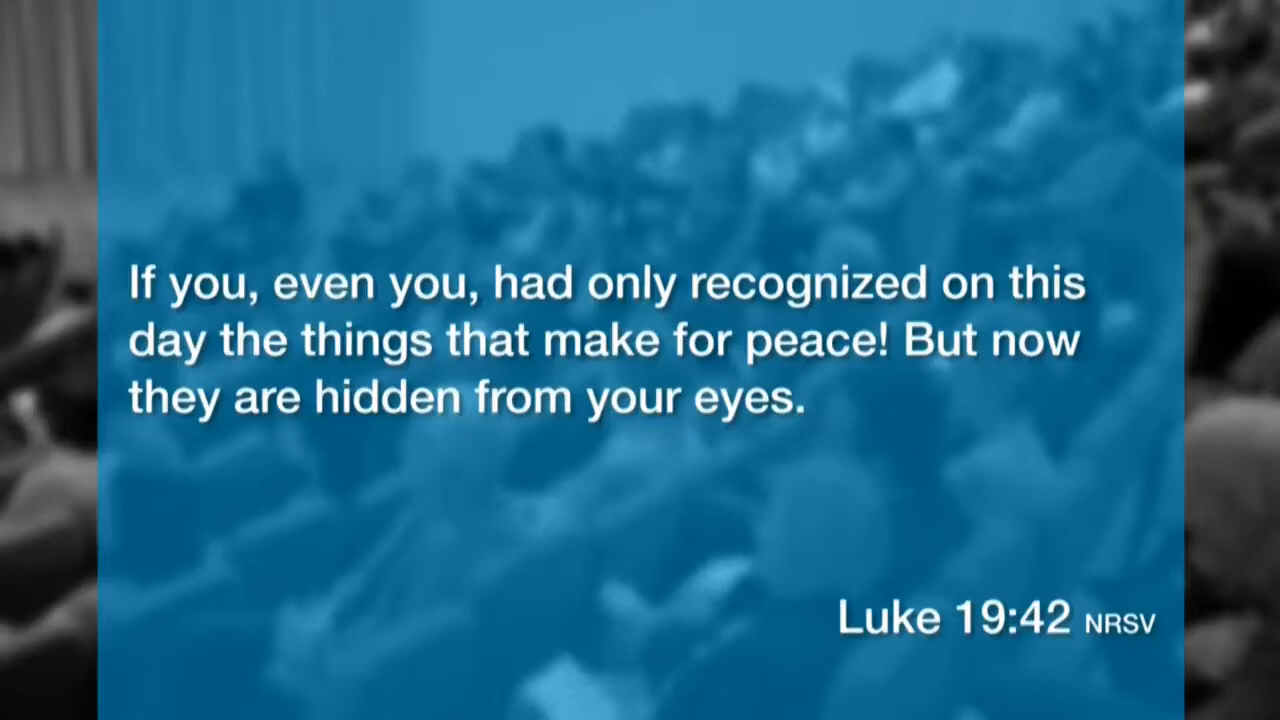 If you, even you, had only recognized on this
day the things that make for peace! But now
they are hidden from your eyes.
Luke 19:42 NRSV